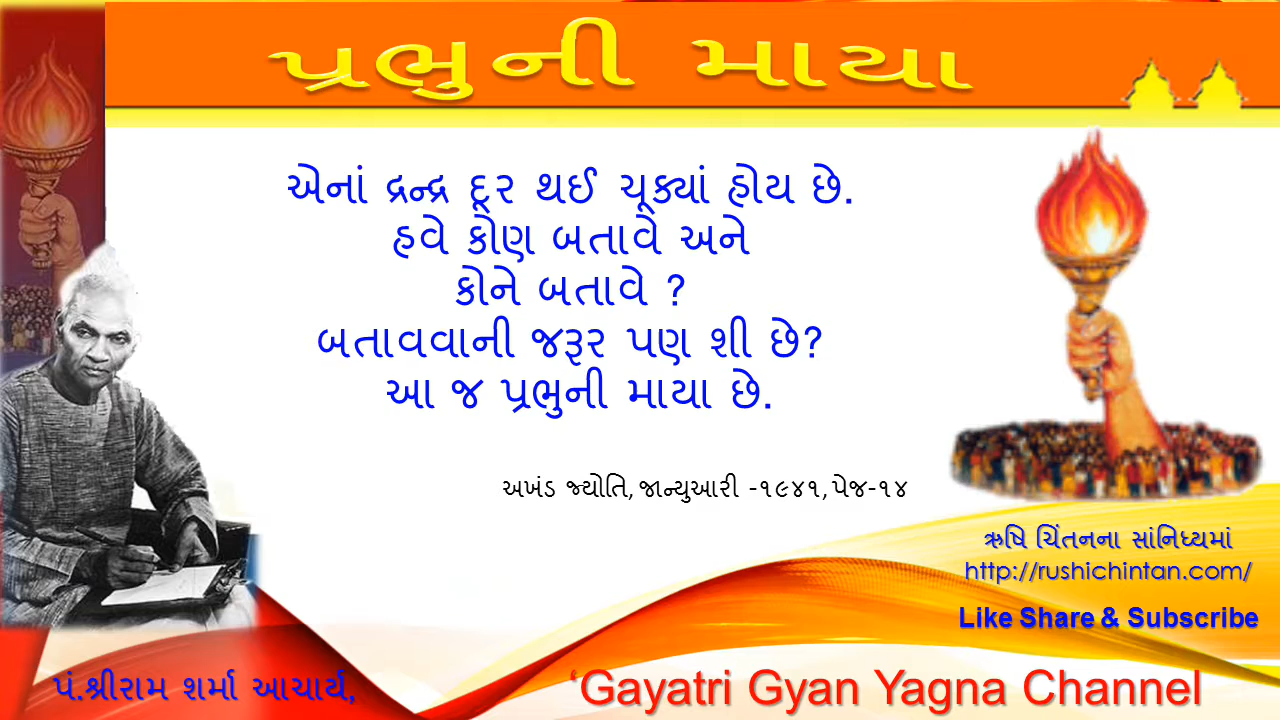 પ્રભુની માયા
એનાં દ્રન્દ્ર દૂર થઈ ચૂક્યાં હોય છે.
હવે કોણ બતાવે અને
કોને બતાવે ?
બતાવવાની જરૂર પણ શી છે?
આ જ પ્રભુની માયા છે.
અખંડ જ્યોતિ, જાન્યુઆરી -૧૯૪૧, પેજ-૧૪
ઋષિ ચિંતનના સાંનિધ્યમાં
http://rushichintan.com/
Like Share & Subscribe
પં.શ્રીરામ શર્મા આચાર્ય,
‘Gayatri Gyan Yagna Channel